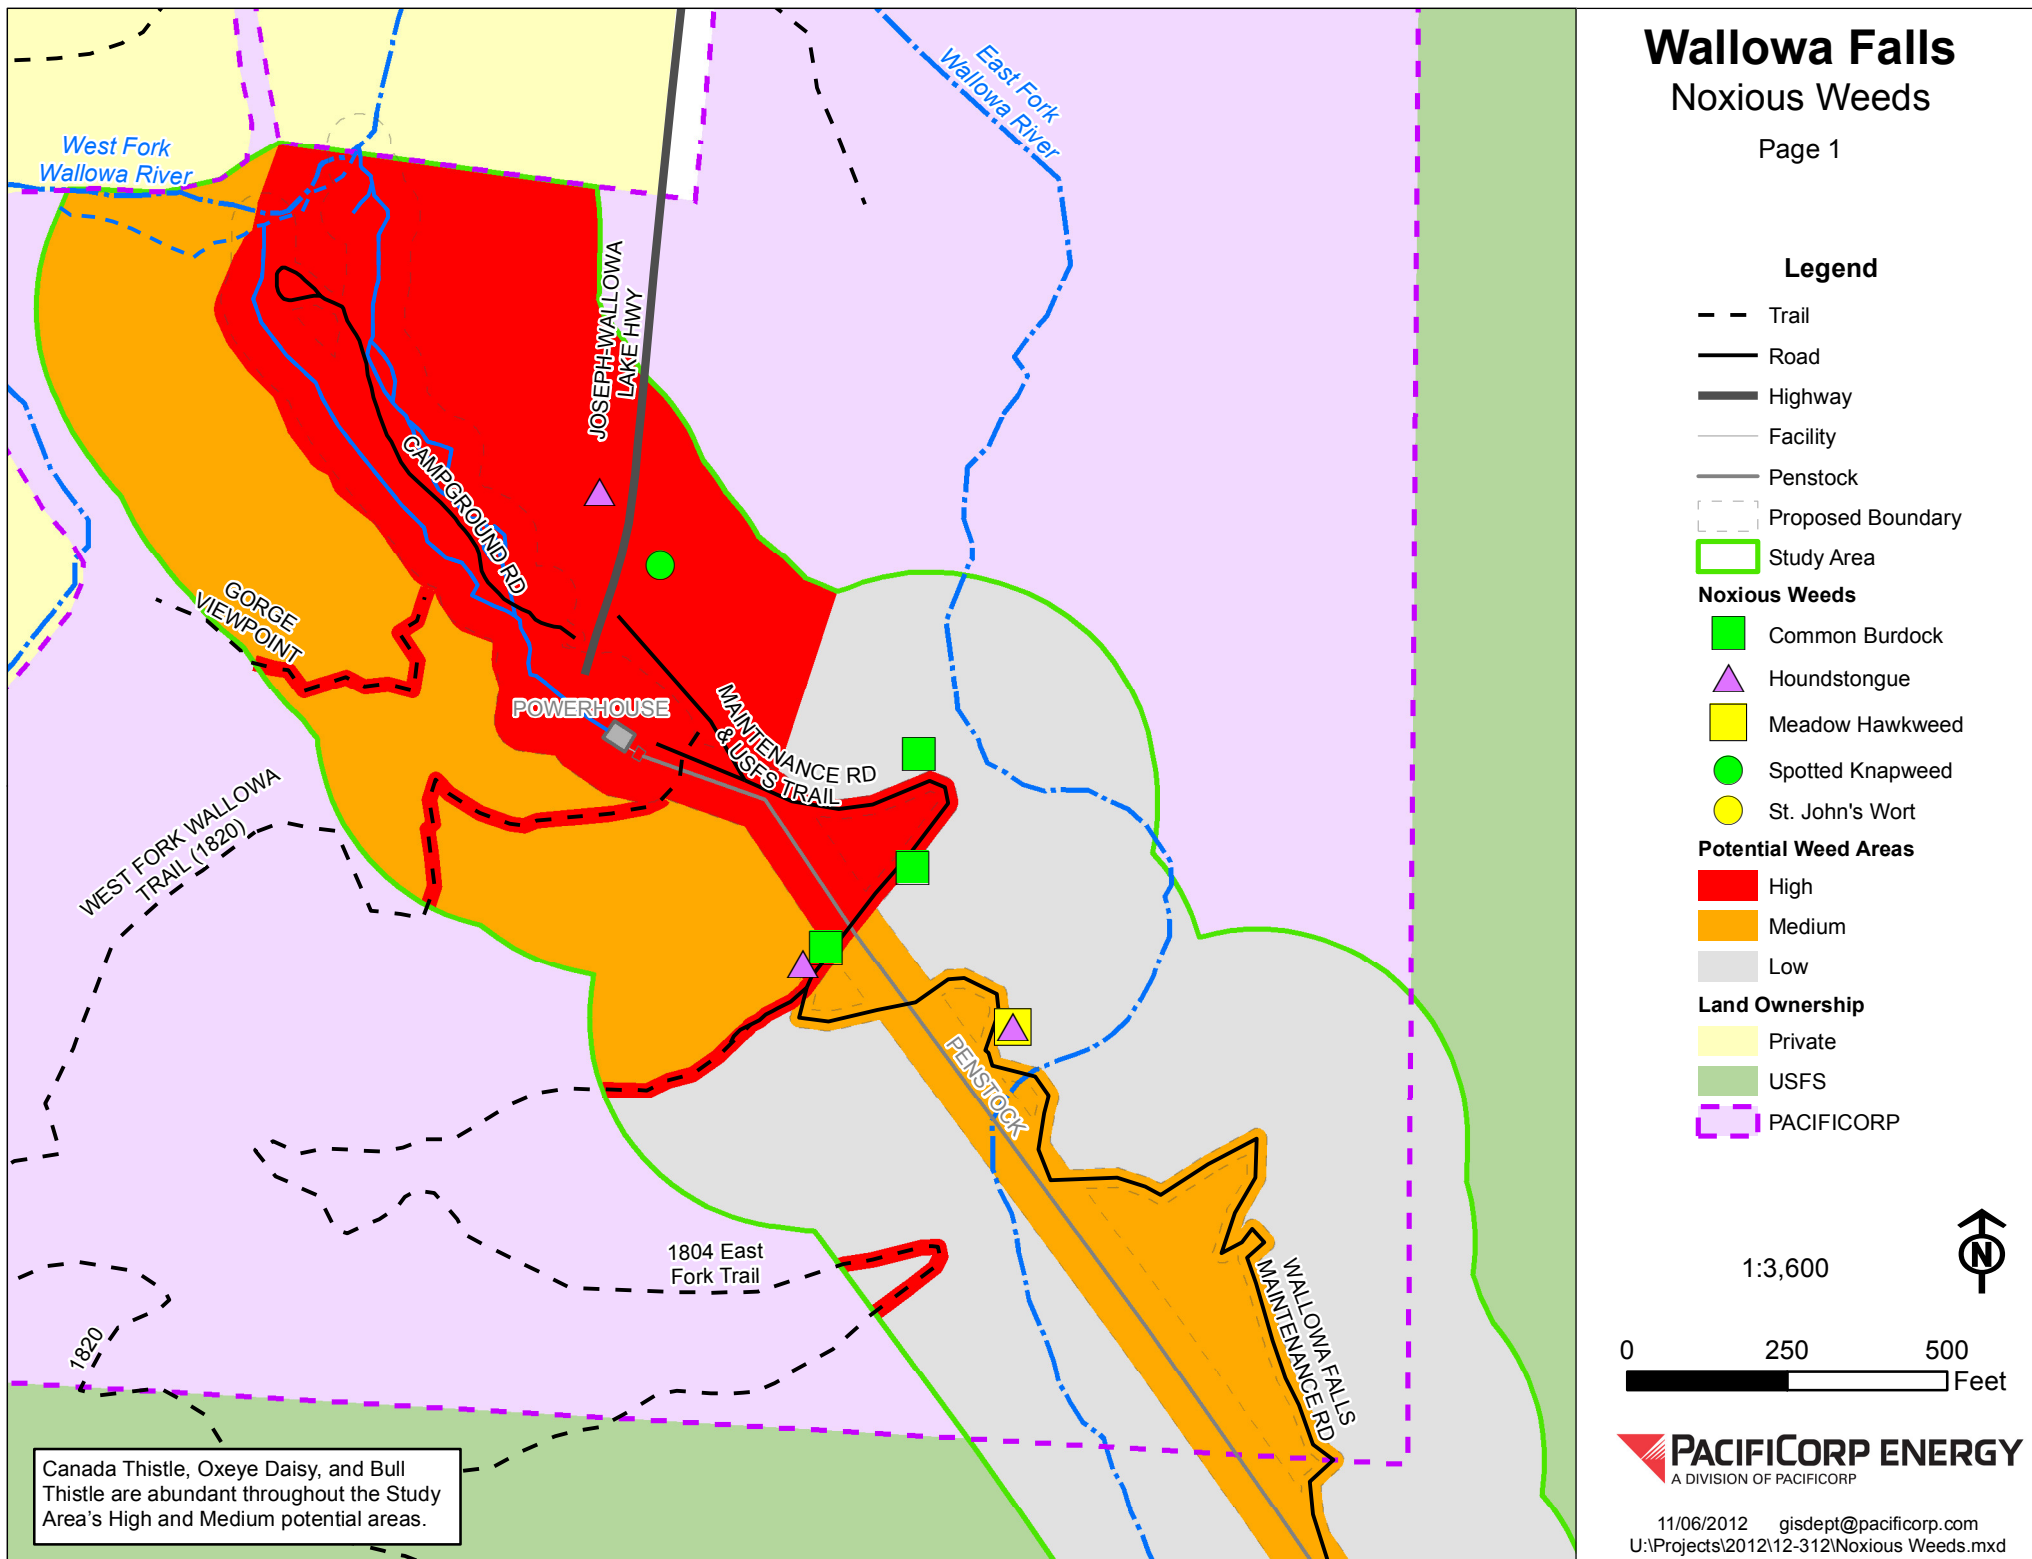 Wallowa Falls
Noxious Weeds
Page 1
West Fork
Wallowa River
East Fork
Wallowa River
JOSEPH-WALLOWA
LAKE HWY
CAMPGROUND RD
GORGE
VIEWPOINT
POWERHOUSE
MAINTENANCE RD
& USFS TRAIL
WEST FORK WALLOWA
TRAIL (1820)
PENSTOCK
1804 East
Fork Trail
WALLOWA FALLS
MAINTENANCE RD
1820
Canada Thistle, Oxeye Daisy, and Bull
Thistle are abundant throughout the Study
Area's High and Medium potential areas.
Legend
Trail
Road
Highway
Facility
Penstock
Proposed Boundary
Study Area
Noxious Weeds
Common Burdock
Houndstongue
Meadow Hawkweed
Spotted Knapweed
St. John's Wort
Potential Weed Areas
High
Medium
Low
Land Ownership
Private
USFS
PACIFICORP
N
1:3,600
0 250 500
Feet
PACIFICORP ENERGY
A DIVISION OF PACIFICORP
11/06/2012 gisdept@pacificorp.com
U:\Projects\2012\12-312\Noxious Weeds.mxd